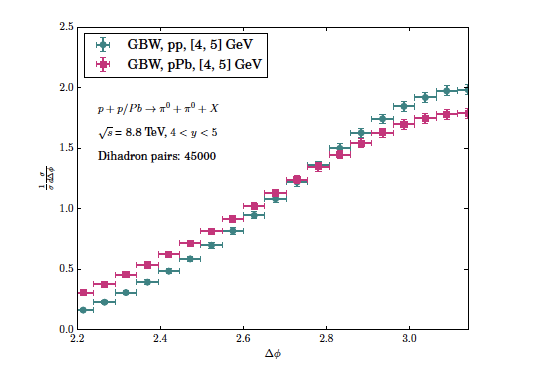 2.5
2.0
1.5
1.0
0.5
0.0
2.2 2.4 2.6 2.8 3.0
Δϕ
1/σ σ/dΔϕ
GBW, pp, [4, 5] GeV
GBW, pPb, [4, 5] GeV
p + p/Pb → π⁰ + π⁰ + X
√s = 8.8 TeV, 4 < y < 5
Dihadron pairs: 45000